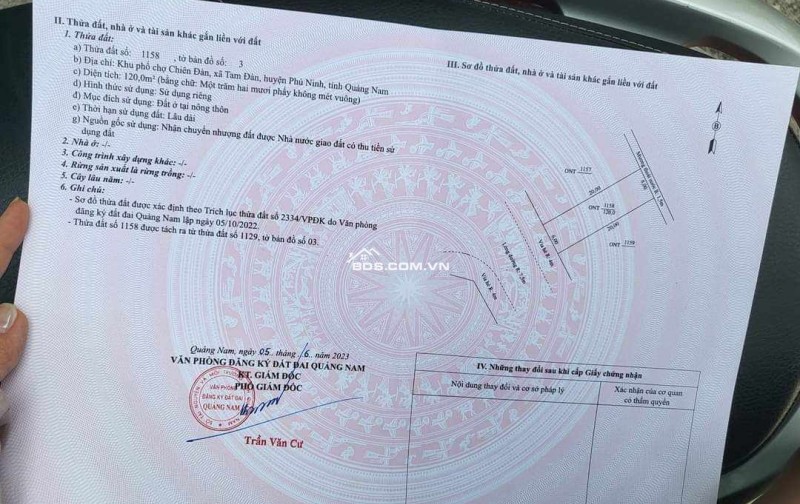 II. Thửa đất, nhà ở và tài sản khác gắn liền với đất
1. Thửa đất:
a) Thửa đất số: 1158 , tờ bản đồ số: 3
b) Địa chỉ: Khu phố chợ Chiên Đàn, xã Tam Đàn, huyện Phú Ninh, tỉnh Quảng Nam
c) Diện tích: 120,0m² (bằng chữ: Một trăm hai mươi phẩy không mét vuông)
d) Hình thức sử dụng: Sử dụng riêng
đ) Mục đích sử dụng: Đất ở tại nông thôn
e) Thời hạn sử dụng đất: Lâu dài
g) Nguồn gốc sử dụng: Nhận chuyển nhượng đất được Nhà nước giao đất có thu tiền sử
dụng đất
2. Nhà ở: -/-
3. Công trình xây dựng khác: -/-
4. Rừng sản xuất là rừng trồng: -/-
5. Cây lâu năm: -/-
6. Ghi chú:
- Sơ đồ thửa đất được xác định theo Trích lục thửa đất số 2334/VPĐK do Văn phòng
đăng ký đất đai Quảng Nam lập ngày 05/10/2022.
- Thửa đất số 1158 được tách ra từ thửa đất số 1129, tờ bản đồ số 03.
Quảng Nam, ngày 05 tháng 6 năm 2023
VĂN PHÒNG ĐĂNG KÝ ĐẤT ĐAI QUẢNG NAM
KT. GIÁM ĐỐC
PHÓ GIÁM ĐỐC
VĂN PHÒNG
ĐĂNG KÝ ĐẤT ĐAI
QUẢNG NAM
Trần Văn Cư
III. Sơ đồ thửa đất, nhà ở và tài sản khác gắn liền với đất
B
ONT 1157
20,00
5,00
ONT 1158
120,0
6,00
20,00
ONT 1159
Vỉa hè R: 4m
Lòng đường R: 7,5m
Vỉa hè R: 4m
BDS.COM.VN
IV. Những thay đổi sau khi cấp Giấy chứng nhận
Nội dung thay đổi và cơ sở pháp lý
Xác nhận của cơ quan
có thẩm quyền